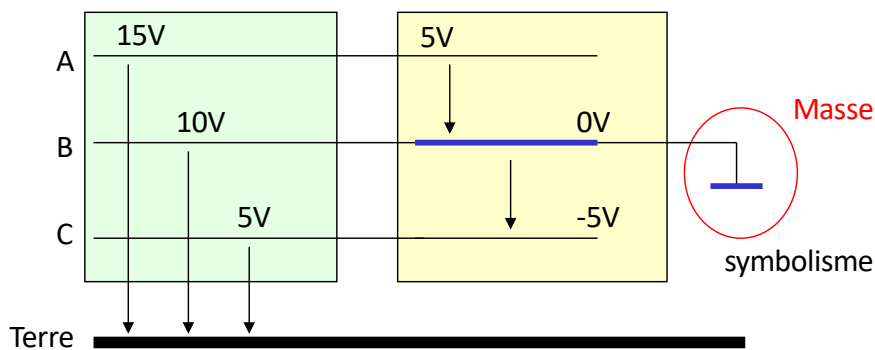 15V
5V
A
Masse
10V
0V
B
5V
-5V
C
symbolisme
Terre